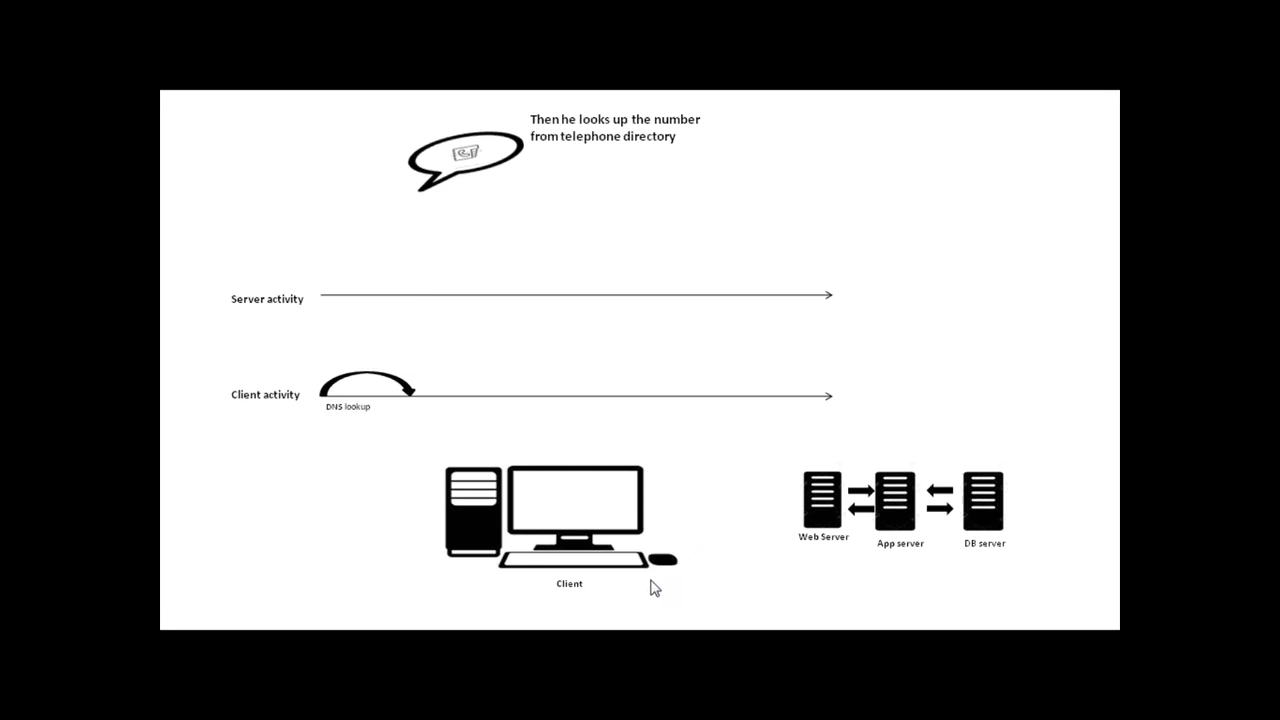 Then he looks up the number
from telephone directory
Server activity
Client activity
DNS lookup
Web Server
App server
DB server
Client